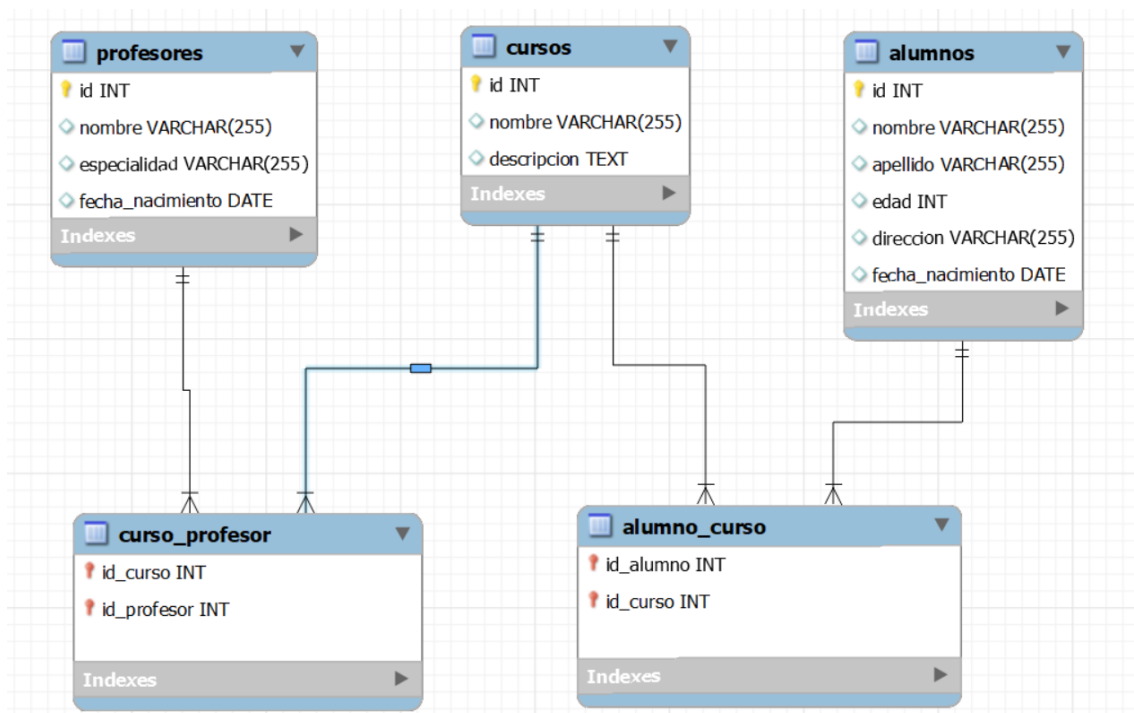 profesores
id INT
nombre VARCHAR(255)
especialidad VARCHAR(255)
fecha_nacimiento DATE
Indexes
cursos
id INT
nombre VARCHAR(255)
descripcion TEXT
Indexes
alumnos
id INT
nombre VARCHAR(255)
apellido VARCHAR(255)
edad INT
direccion VARCHAR(255)
fecha_nacimiento DATE
Indexes
curso_profesor
id_curso INT
id_profesor INT
Indexes
alumno_curso
id_alumno INT
id_curso INT
Indexes